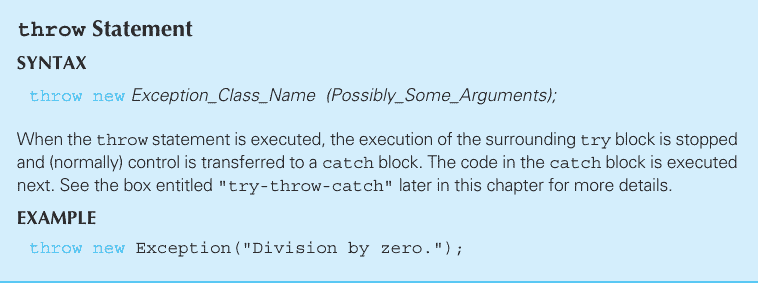 throw Statement
SYNTAX
throw new Exception_Class_Name (Possibly_Some_Arguments);
When the throw statement is executed, the execution of the surrounding try block is stopped
and (normally) control is transferred to a catch block. The code in the catch block is executed
next. See the box entitled "try-throw-catch" later in this chapter for more details.
EXAMPLE
throw new Exception("Division by zero.");